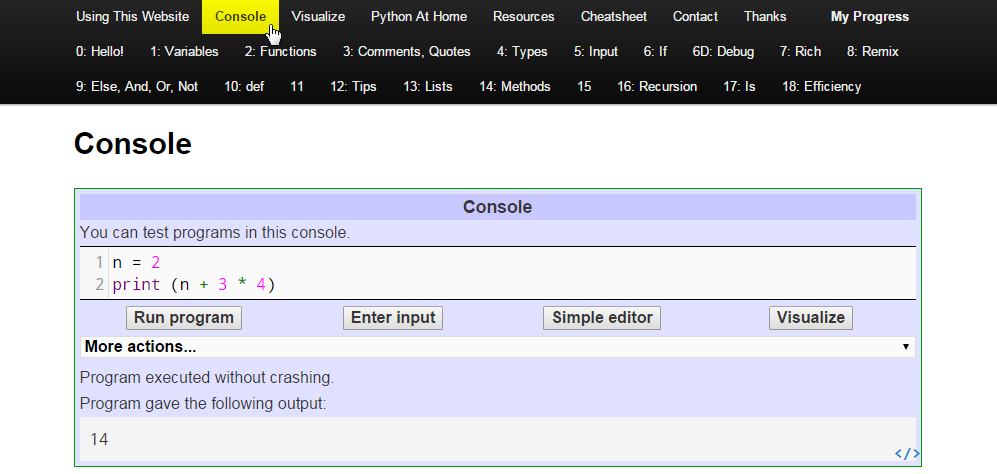 Using This Website Console Visualize Python At Home Resources Cheatsheet Contact Thanks My Progress
0: Hello! 1: Variables 2: Functions 3: Comments, Quotes 4: Types 5: Input 6: If 6D: Debug 7: Rich 8: Remix
9: Else, And, Or, Not 10: def 11 12: Tips 13: Lists 14: Methods 15 16: Recursion 17: Is 18: Efficiency
Console
Console
You can test programs in this console.
1 n = 2
2 print (n + 3 * 4)
Run program Enter input Simple editor Visualize
More actions...
Program executed without crashing.
Program gave the following output:
14
</>